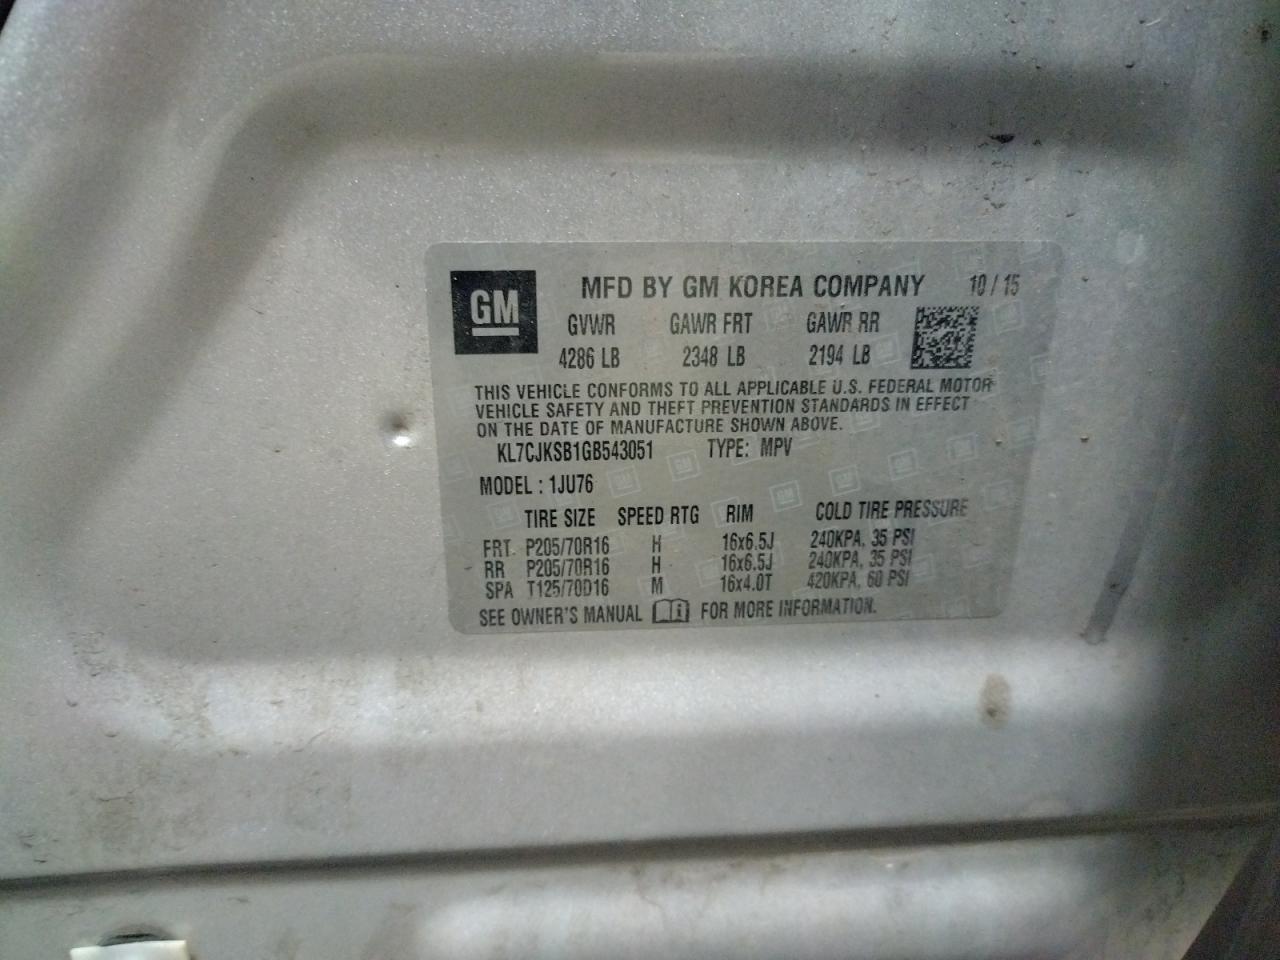 GM MFD BY GM KOREA COMPANY 10 / 15
GVWR GAWR FRT GAWR RR
4286 LB 2348 LB 2194 LB
THIS VEHICLE CONFORMS TO ALL APPLICABLE U.S. FEDERAL MOTOR
VEHICLE SAFETY AND THEFT PREVENTION STANDARDS IN EFFECT
ON THE DATE OF MANUFACTURE SHOWN ABOVE.
KL7CJKSB1GB543051 TYPE: MPV
MODEL : 1JU76
TIRE SIZE SPEED RTG RIM COLD TIRE PRESSURE
FRT P205/70R16 H 16x6.5J 240KPA, 35 PSI
RR P205/70R16 H 16x6.5J 240KPA, 35 PSI
SPA T125/70D16 M 16x4.0T 420KPA, 60 PSI
SEE OWNER'S MANUAL FOR MORE INFORMATION.